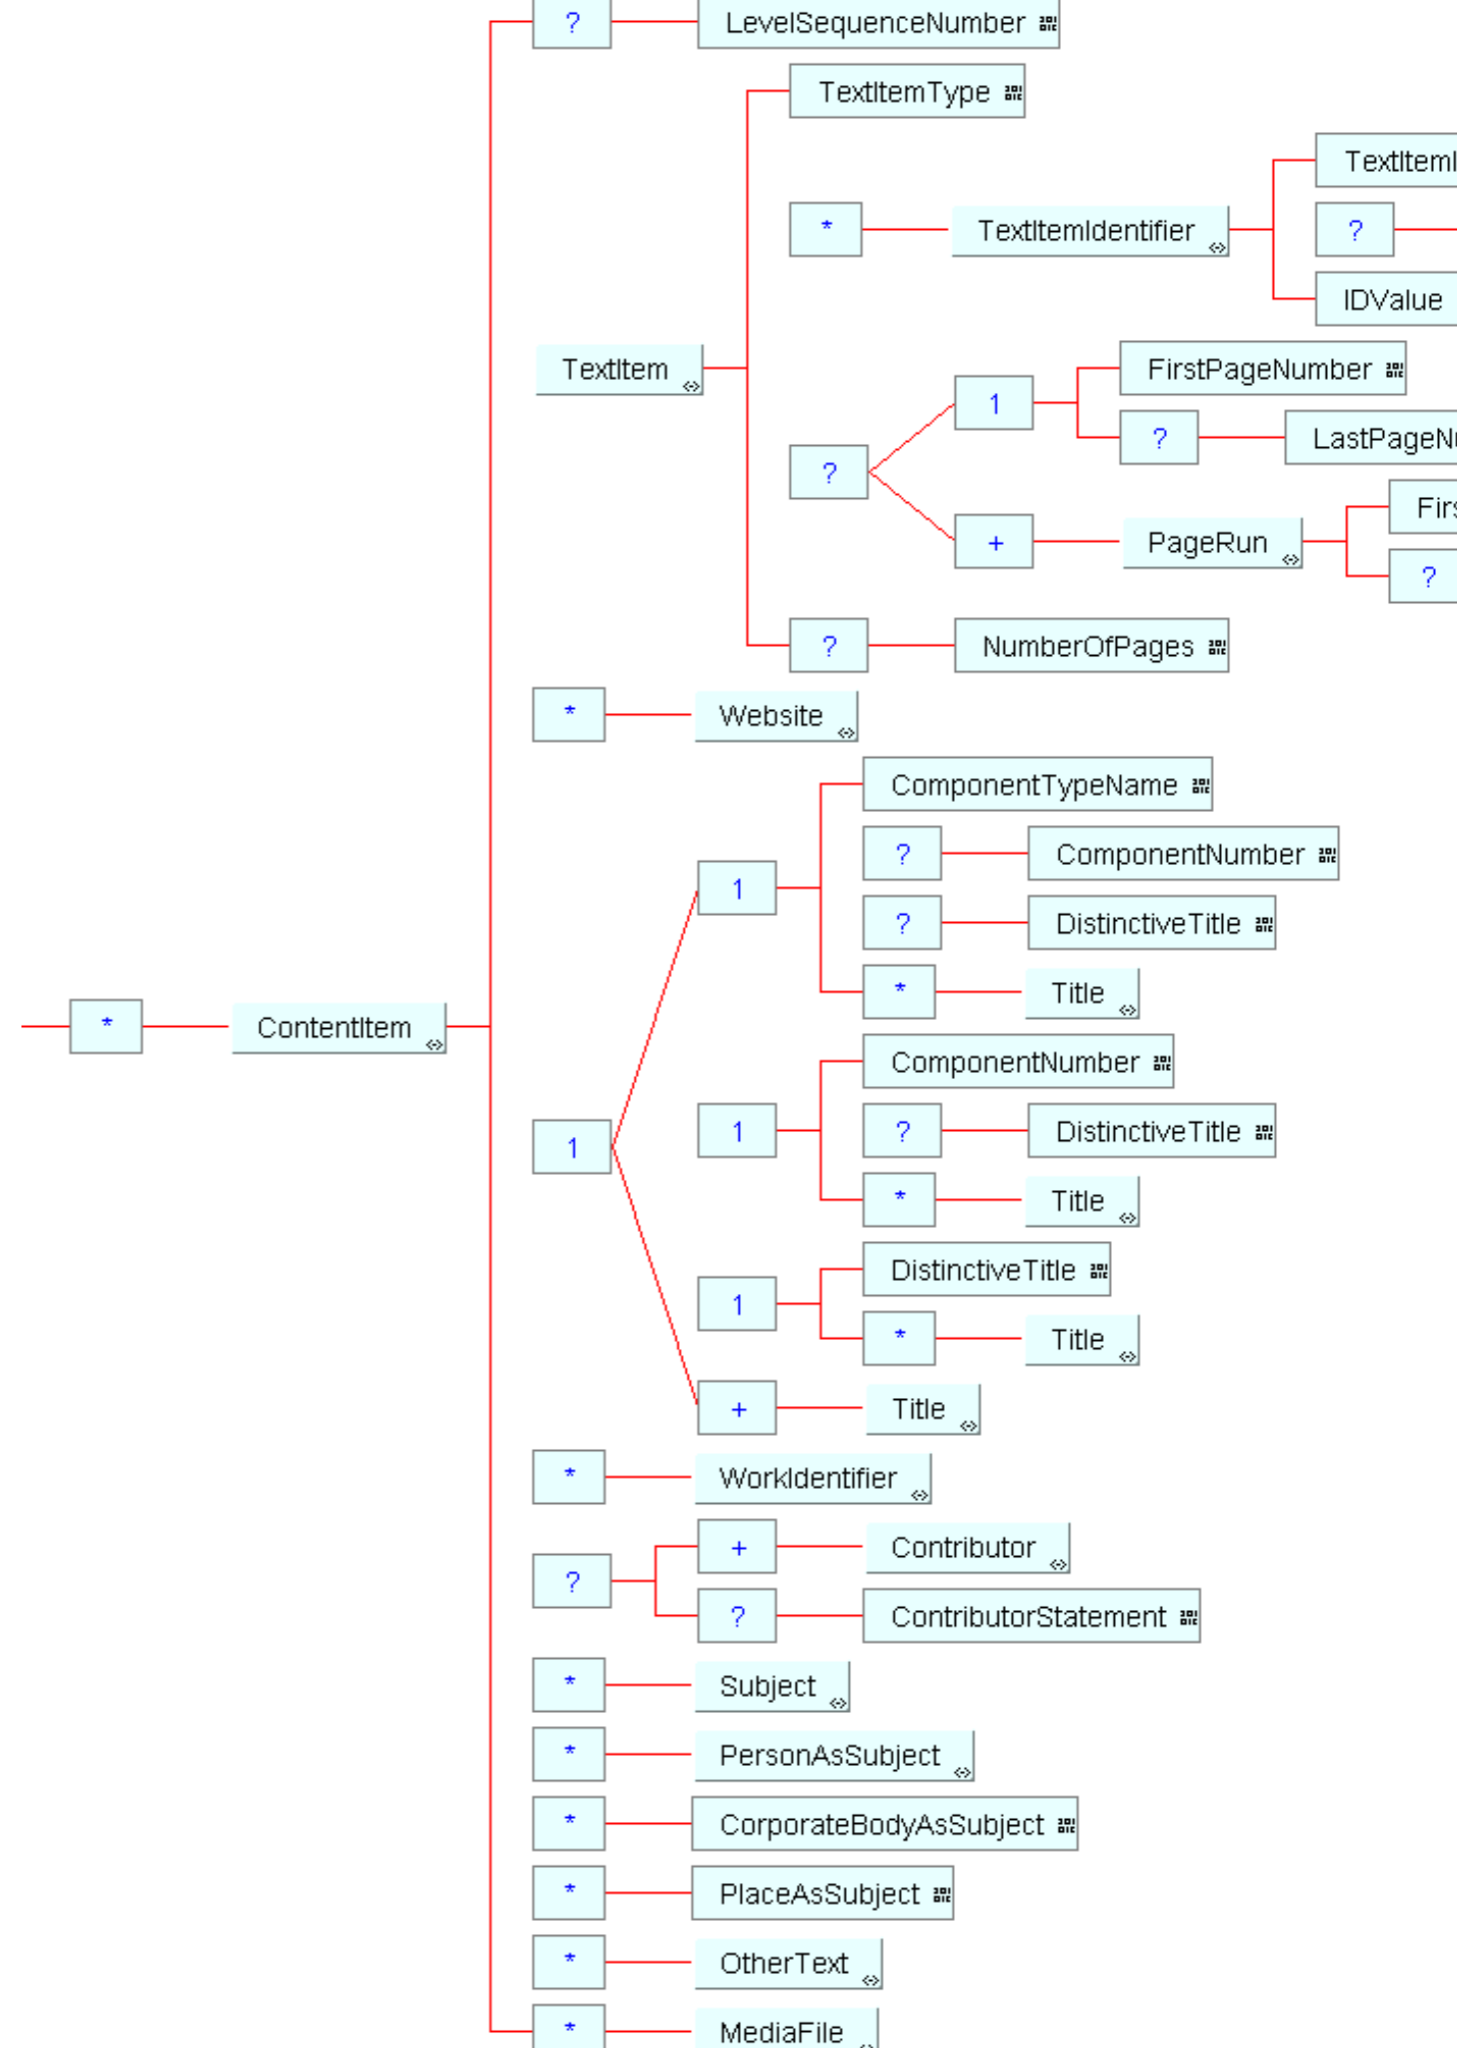 ? LevelSequenceNumber
TextItemType
* TextItemIdentifier
?
IDValue
TextItem
? 1 FirstPageNumber
?
+ PageRun
?
? NumberOfPages
* Website
1 1 ComponentTypeName
? ComponentNumber
? DistinctiveTitle
* Title
* ContentItem
1 ComponentNumber
? DistinctiveTitle
* Title
1 DistinctiveTitle
* Title
+ Title
* WorkIdentifier
? + Contributor
? ContributorStatement
* Subject
* PersonAsSubject
* CorporateBodyAsSubject
* PlaceAsSubject
* OtherText
* MediaFile